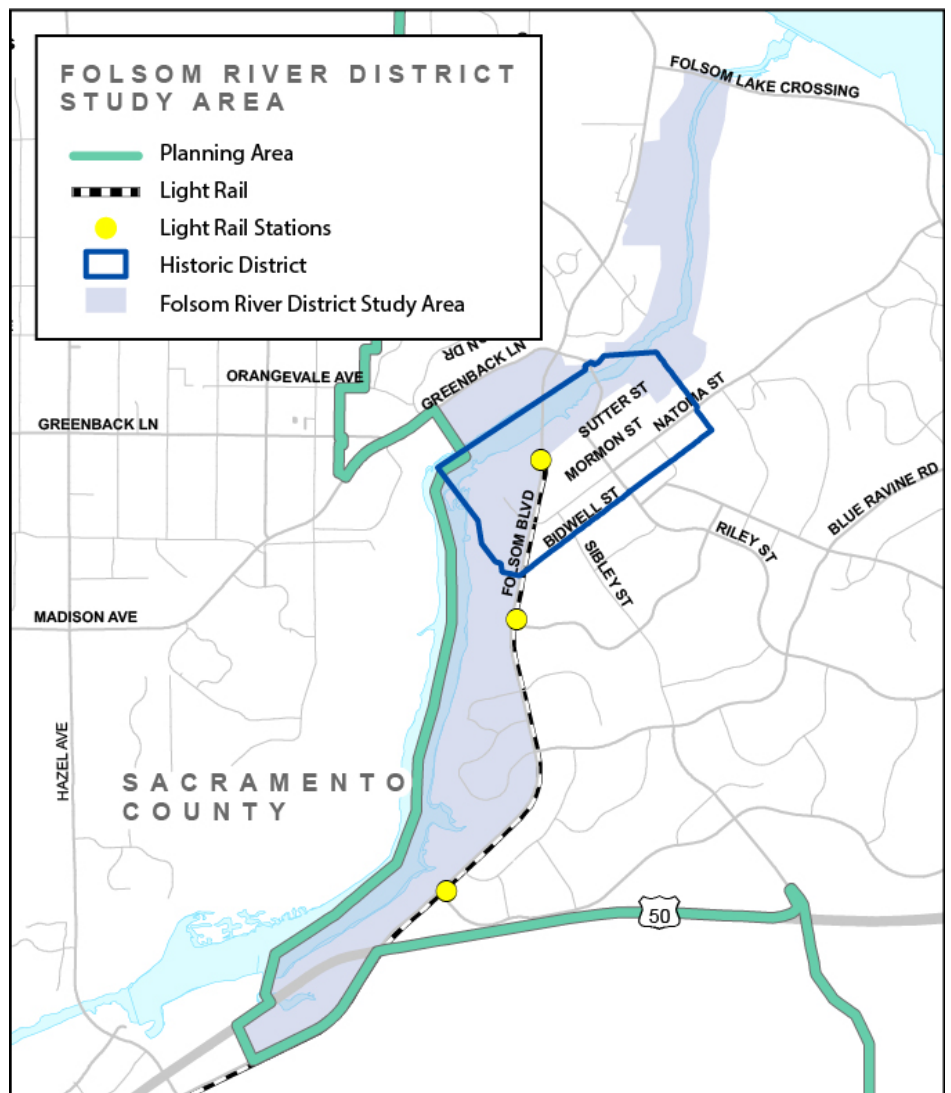 FOLSOM RIVER DISTRICT
STUDY AREA
Planning Area
Light Rail
Light Rail Stations
Historic District
Folsom River District Study Area
FOLSOM LAKE CROSSING
ON DR
ORANGEVALE AVE
GREENBACK LN
GREENBACK LN
SUTTER ST
NATOMA ST
MORMON ST
BIDWELL ST
FOLSOM BLVD
BLUE RAVINE RD
RILEY ST
SIBLEY ST
MADISON AVE
HAZEL AVE
SACRAMENTO
COUNTY
50